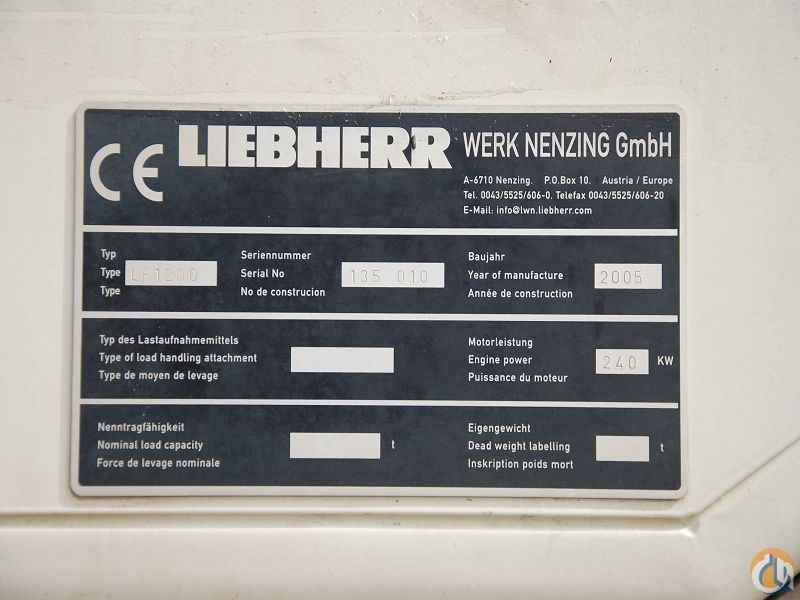 CE LIEBHERR WERK NENZING GmbH
A-6710 Nenzing. P.O.Box 10. Austria / Europe
Tel. 0043/5525/606-0. Telefax 0043/5525/606-20
E-Mail: info@lwn.liebherr.com
Typ
Type
Type
Seriennummer
Serial No 135 010
No de construcion
Baujahr
Year of manufacture 2005
Année de construction
Typ des Lastaufnahmemittels
Type of load handling attachment
Type de moyen de levage
Motorleistung
Engine power 240 KW
Puissance du moteur
Nenntragfähigkeit
Nominal load capacity t
Force de levage nominale
Eigengewicht
Dead weight labelling t
Inskription poids mort